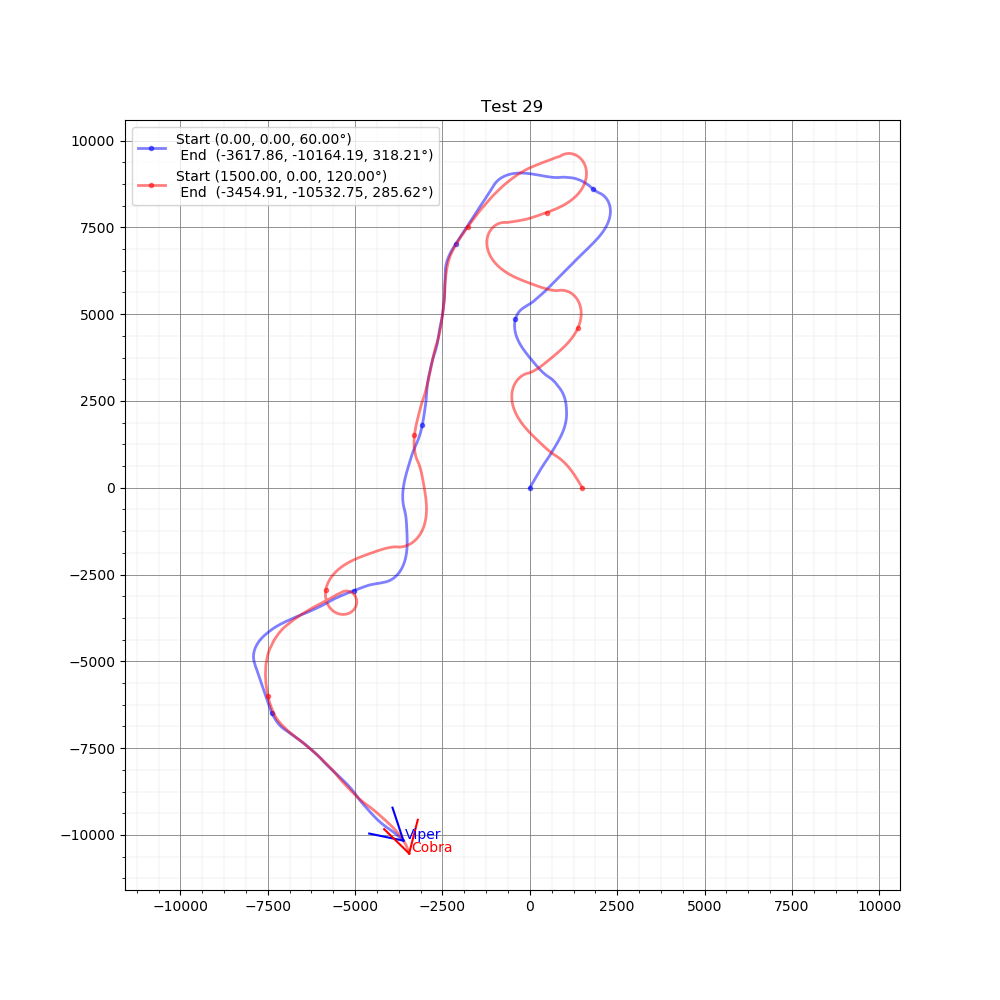 Test 29
Start (0.00, 0.00, 60.00°)
End (-3617.86, -10164.19, 318.21°)
Start (1500.00, 0.00, 120.00°)
End (-3454.91, -10532.75, 285.62°)
10000
7500
5000
2500
0
−2500
−5000
−7500
−10000
Viper
Cobra
−10000 −7500 −5000 −2500 0 2500 5000 7500 10000